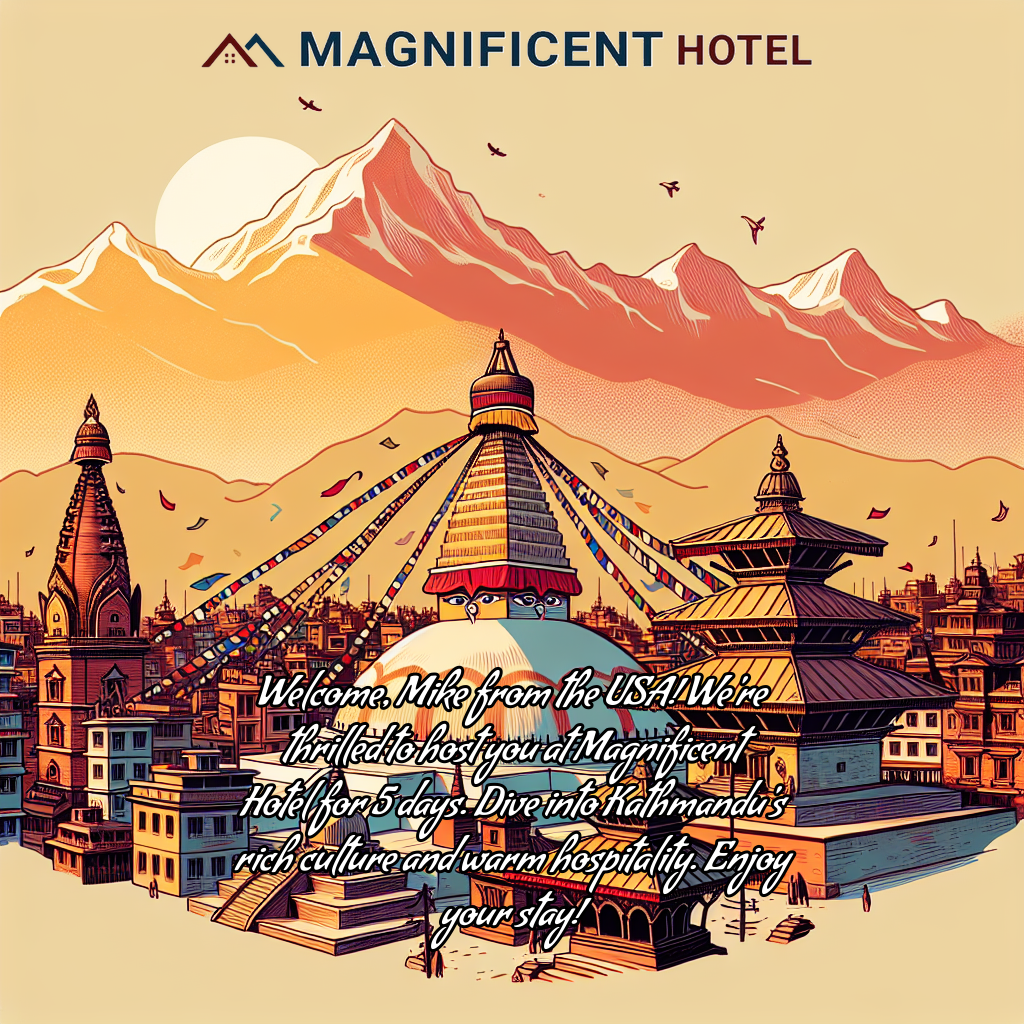 MAGNIFICENT HOTEL
Welcome, Mike from the USA! We're
thrilled to host you at Magnificent
Hotel for 5 days. Dive into Kathmandu's
rich culture and warm hospitality. Enjoy
your stay!